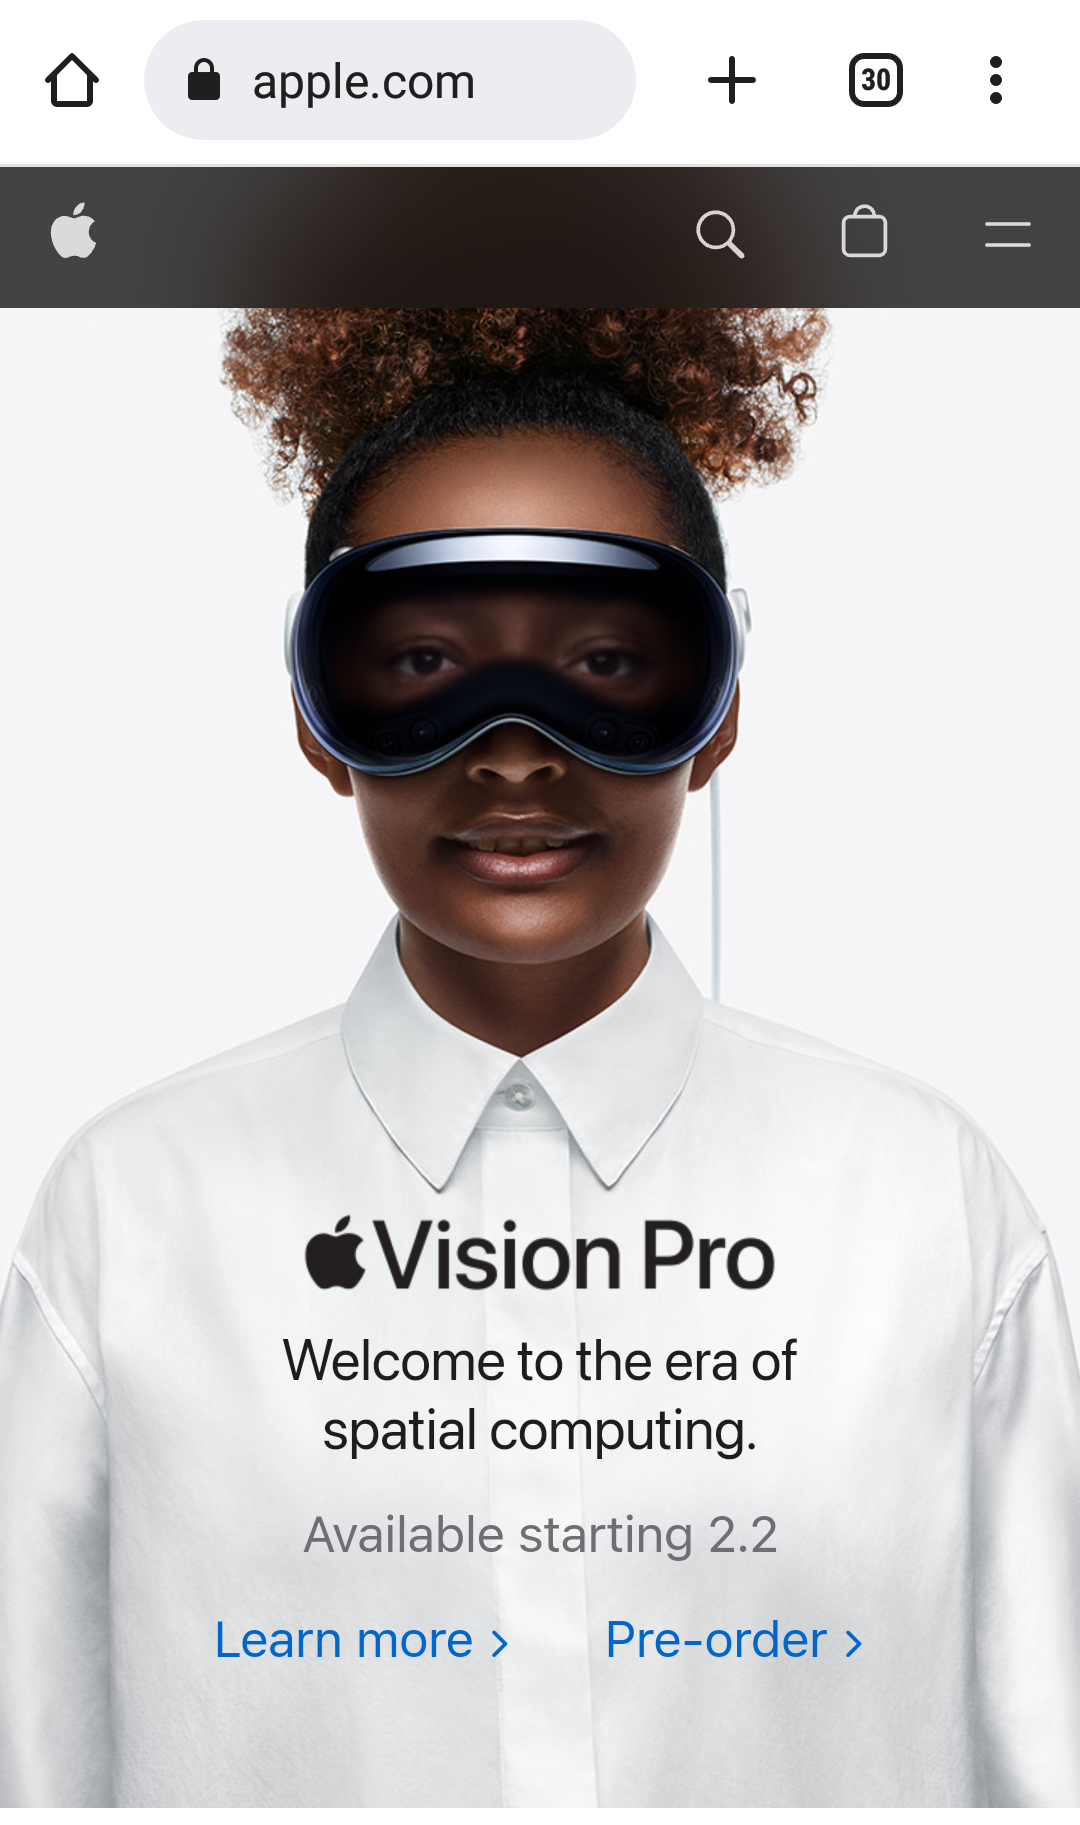 apple.com
30
Vision Pro
Welcome to the era of
spatial computing.
Available starting 2.2
Learn more >
Pre-order >